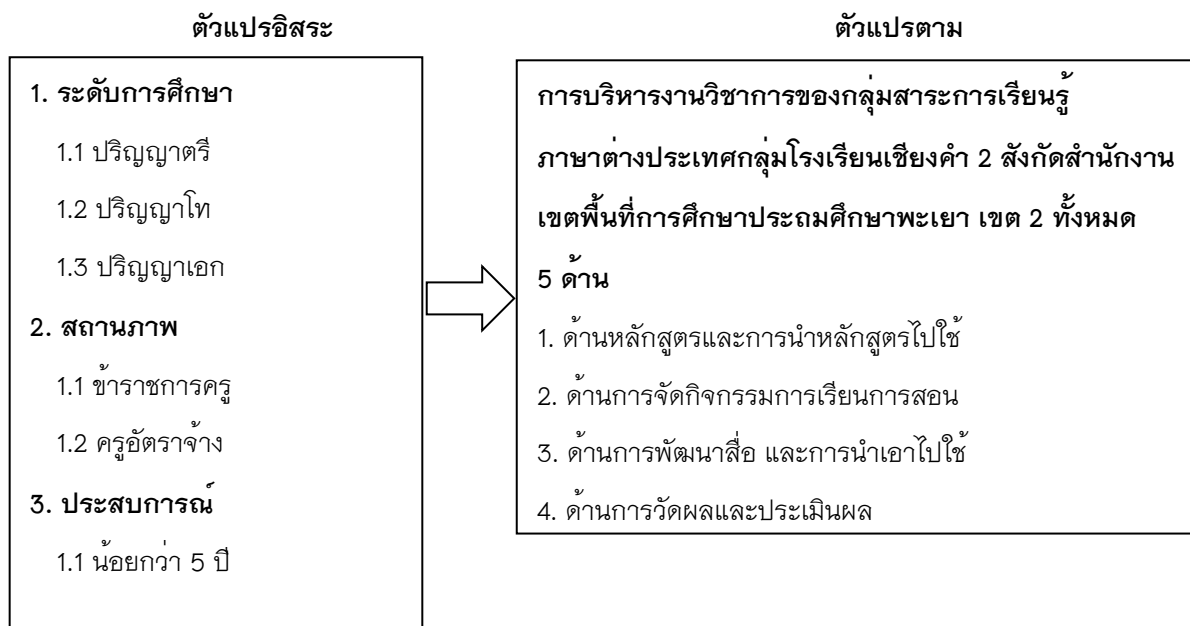 ตัวแปรอิสระ
1. ระดับการศึกษา
1.1 ปริญญาตรี
1.2 ปริญญาโท
1.3 ปริญญาเอก
2. สถานภาพ
1.1 ข้าราชการครู
1.2 ครูอัตราจ้าง
3. ประสบการณ์
1.1 น้อยกว่า 5 ปี
ตัวแปรตาม
การบริหารงานวิชาการของกลุ่มสาระการเรียนรู้
ภาษาต่างประเทศกลุ่มโรงเรียนเชียงคำ 2 สังกัดสำนักงาน
เขตพื้นที่การศึกษาประถมศึกษาพะเยา เขต 2 ทั้งหมด
5 ด้าน
1. ด้านหลักสูตรและการนำหลักสูตรไปใช้
2. ด้านการจัดกิจกรรมการเรียนการสอน
3. ด้านการพัฒนาสื่อ และการนำเอาไปใช้
4. ด้านการวัดผลและประเมินผล